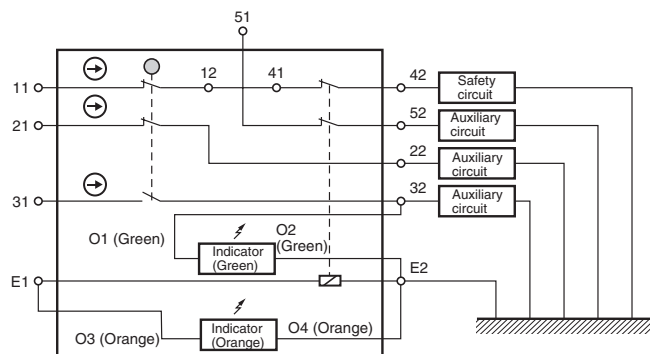 51
11
12
41
42
Safety
circuit
21
52
Auxiliary
circuit
22
Auxiliary
circuit
31
32
Auxiliary
circuit
O1 (Green)
O2
(Green)
Indicator
(Green)
E1
E2
O3 (Orange)
Indicator
(Orange)
O4 (Orange)